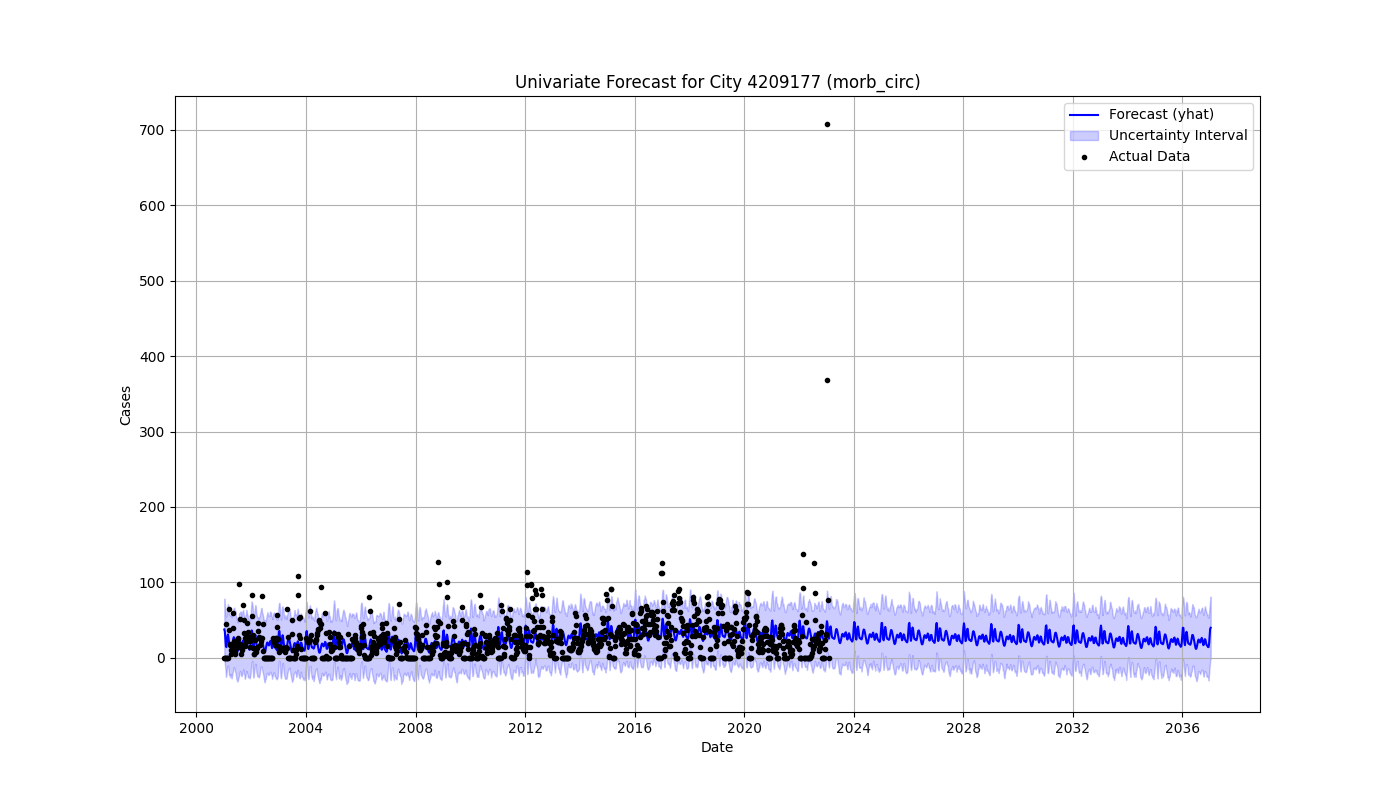 Univariate Forecast for City 4209177 (morb_circ)
Forecast (yhat)
Uncertainty Interval
Actual Data
700
600
500
400
300
200
100
0
Cases
2000 2004 2008 2012 2016 2020 2024 2028 2032 2036
Date